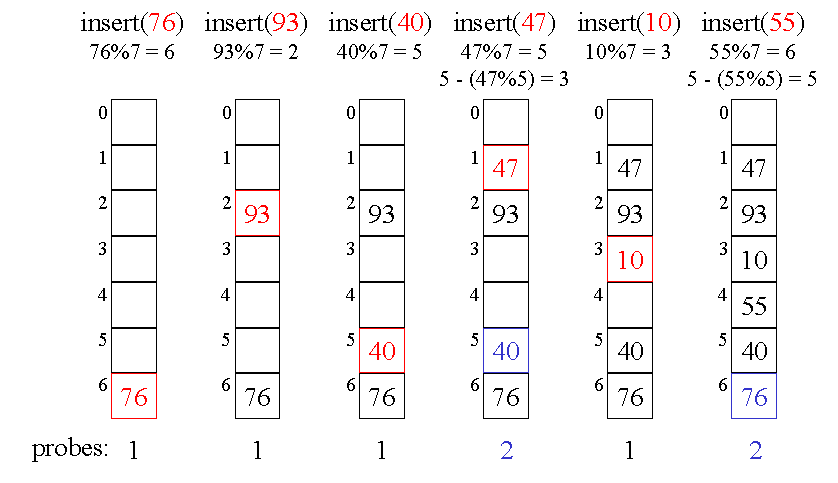 insert(76) insert(93) insert(40) insert(47) insert(10) insert(55)
76%7 = 6 93%7 = 2 40%7 = 5 47%7 = 5 10%7 = 3 55%7 = 6
5 - (47%5) = 3 5 - (55%5) = 5
0 0 0 0 0 0
1 1 1 1 47 1 47 1 47
2 2 93 2 93 2 93 2 93 2 93
3 3 3 3 3 10 3 10
4 4 4 4 4 4 55
5 5 5 40 5 40 5 40 5 40
6 76 6 76 6 76 6 76 6 76 6 76
probes: 1 1 1 2 1 2